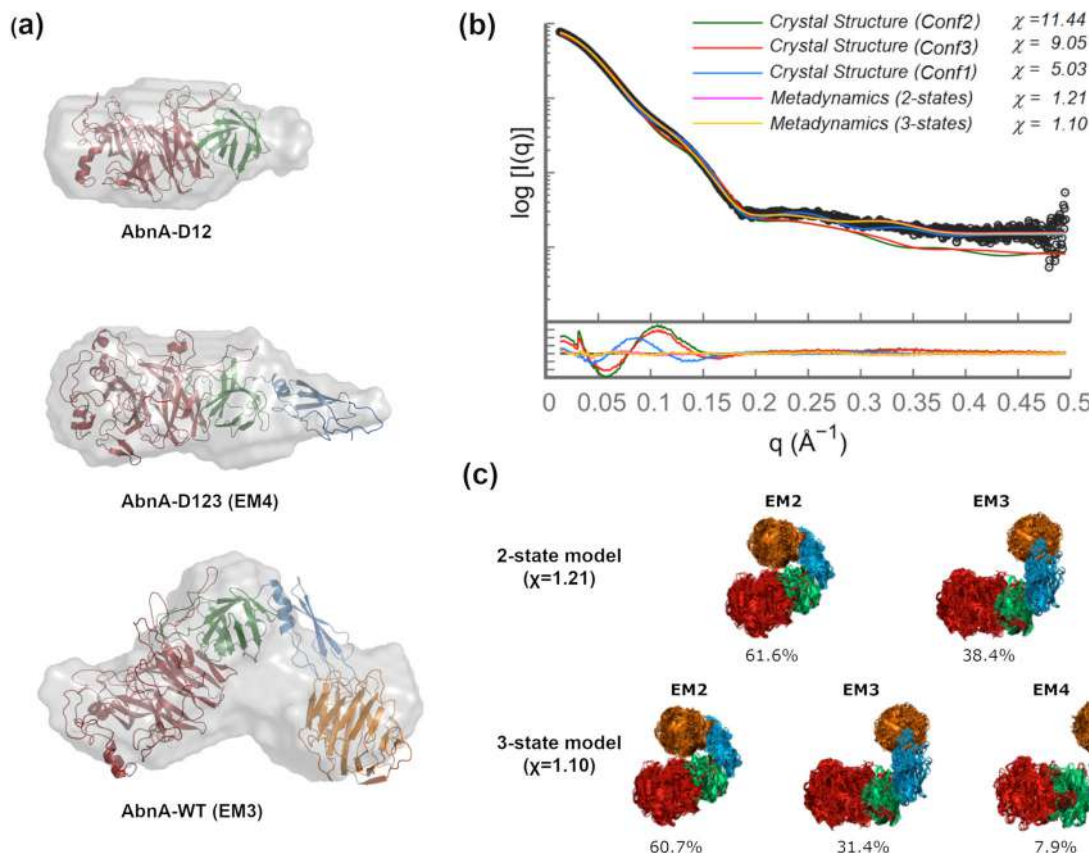 (a)
AbnA-D12
AbnA-D123 (EM4)
AbnA-WT (EM3)
(b)
Crystal Structure (Conf2) χ =11.44
Crystal Structure (Conf3) χ = 9.05
Crystal Structure (Conf1) χ = 5.03
Metadynamics (2-states) χ = 1.21
Metadynamics (3-states) χ = 1.10
log [I(q)]
0 0.05 0.1 0.15 0.2 0.25 0.3 0.35 0.4 0.45 0.5
q (Å⁻¹)
(c)
EM2 EM3
2-state model
(χ=1.21)
61.6% 38.4%
EM2 EM3 EM4
3-state model
(χ=1.10)
60.7% 31.4% 7.9%